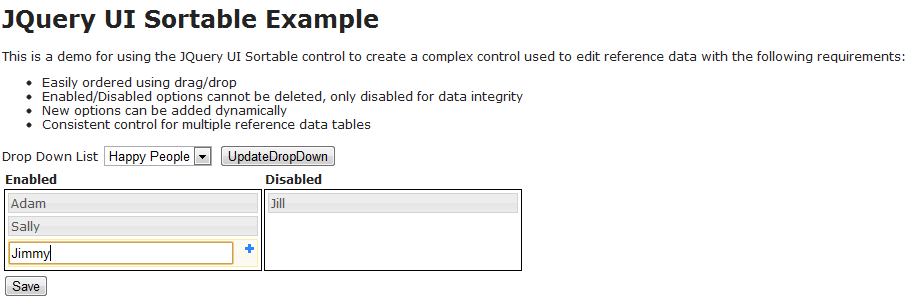 JQuery UI Sortable Example
This is a demo for using the JQuery UI Sortable control to create a complex control used to edit reference data with the following requirements:
Easily ordered using drag/drop
Enabled/Disabled options cannot be deleted, only disabled for data integrity
New options can be added dynamically
Consistent control for multiple reference data tables
Drop Down List Happy People UpdateDropDown
Enabled Disabled
Adam Jill
Sally
Jimmy
Save